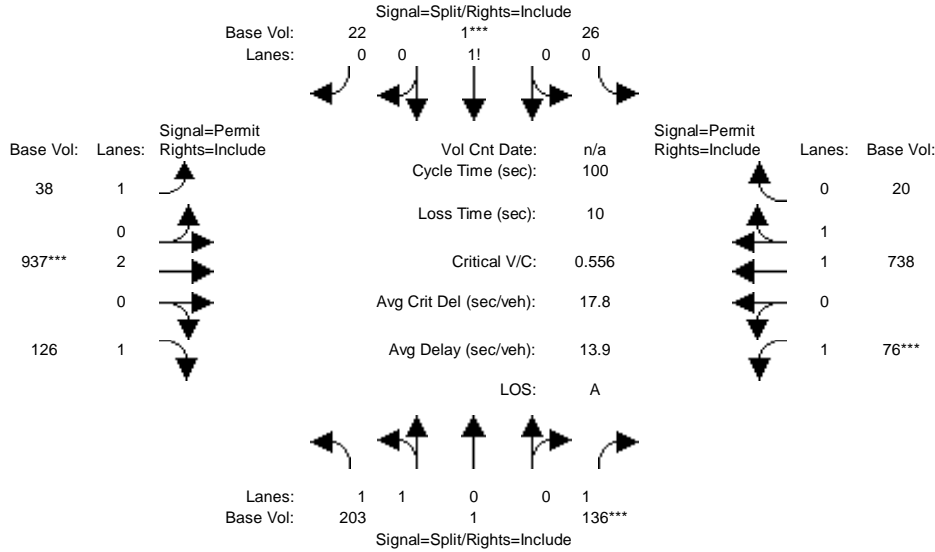 Signal=Split/Rights=Include
Base Vol: 22 1*** 26
Lanes: 0 0 1! 0 0
Signal=Permit Signal=Permit
Base Vol: Lanes: Rights=Include Vol Cnt Date: n/a Rights=Include Lanes: Base Vol:
Cycle Time (sec): 100
38 1 0 20
Loss Time (sec): 10
0 1
937*** 2 Critical V/C: 0.556 1 738
0 Avg Crit Del (sec/veh): 17.8 0
126 1 Avg Delay (sec/veh): 13.9 1 76***
LOS: A
Lanes: 1 1 0 0 1
Base Vol: 203 1 136***
Signal=Split/Rights=Include